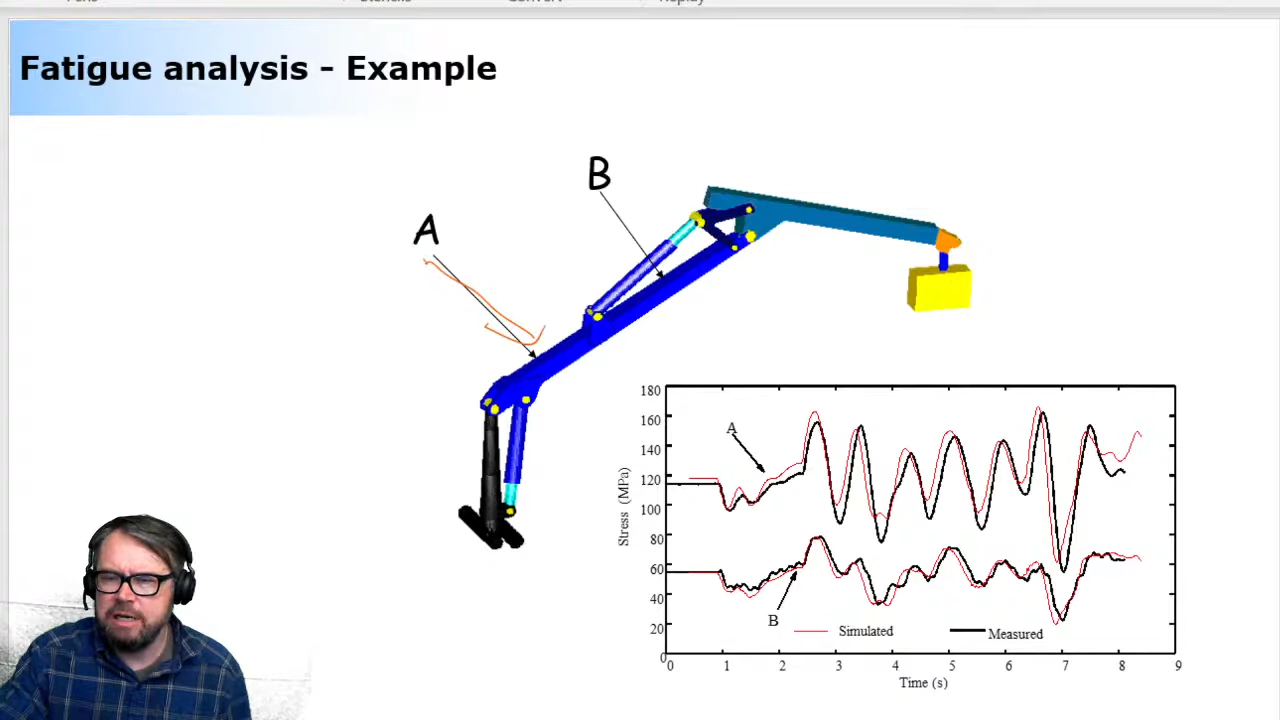 Fatigue analysis - Example
B
A
180
160
140
120
100
80
60
40
20
0
Stress (MPa)
A
B
Simulated
Measured
0 1 2 3 4 5 6 7 8 9
Time (s)